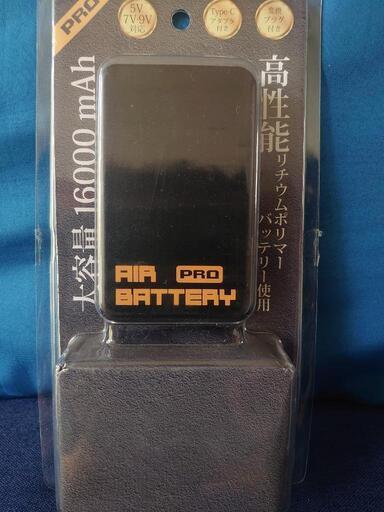 PRO
5V
7V・9V
対応
Type-C
アダプタ
付き
変換
プラグ
付き
大容量 16000 mAh
高性能
リチウムポリマー
バッテリー使用
AIR PRO
BATTERY